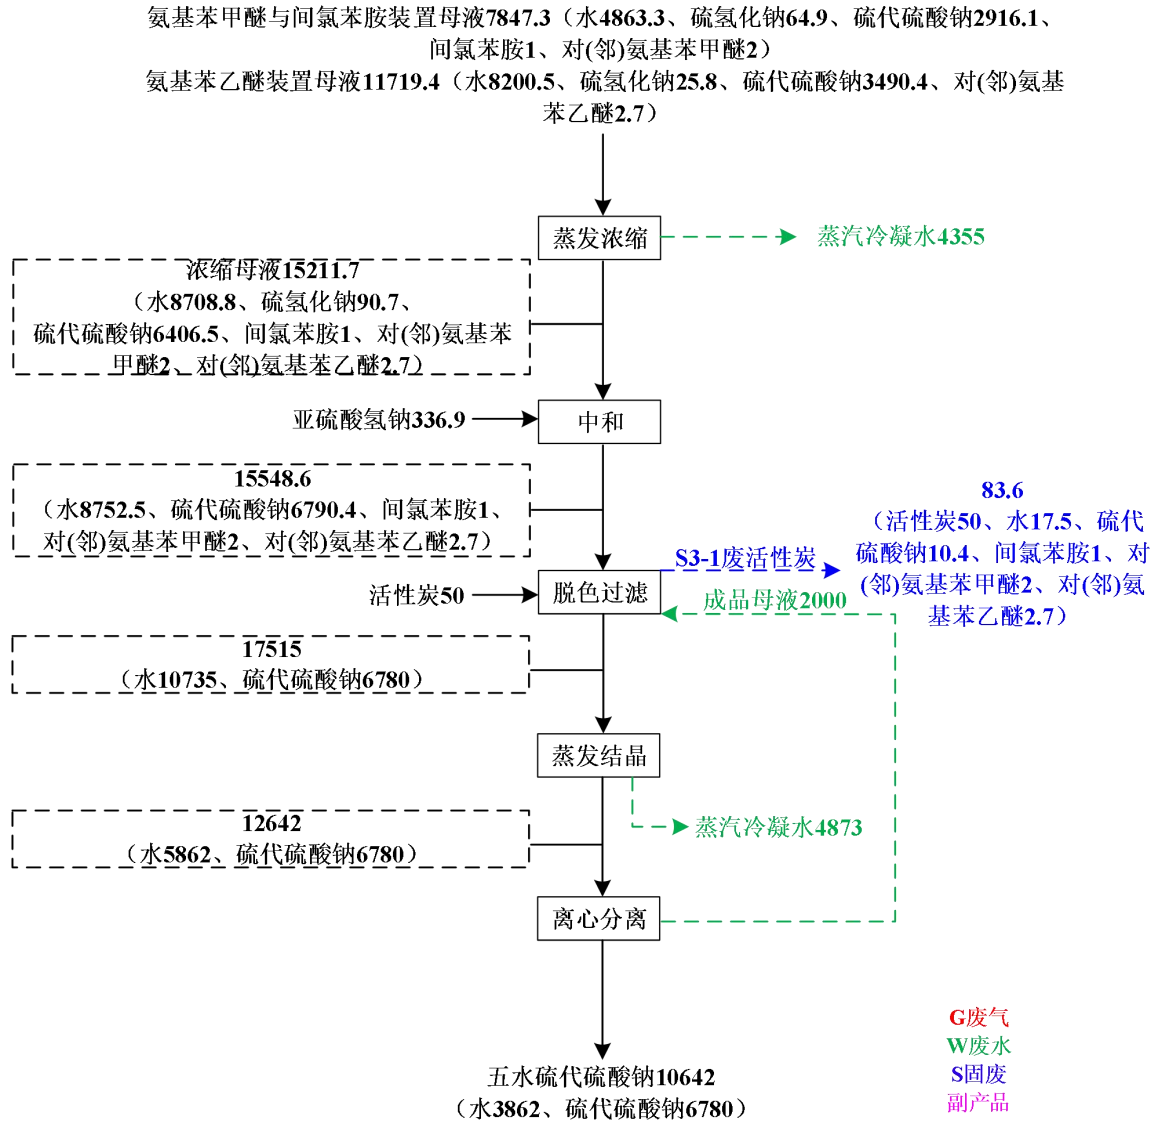 氨基苯甲醚与间氯苯胺装置母液7847.3（水4863.3、硫氢化钠64.9、硫代硫酸钠2916.1、
间氯苯胺1、对(邻)氨基苯甲醚2）
氨基苯乙醚装置母液11719.4（水8200.5、硫氢化钠25.8、硫代硫酸钠3490.4、对(邻)氨基
苯乙醚2.7）
蒸发浓缩
蒸汽冷凝水4355
浓缩母液15211.7
（水8708.8、硫氢化钠90.7、
硫代硫酸钠6406.5、间氯苯胺1、对(邻)氨基苯
甲醚2、对(邻)氨基苯乙醚2.7）
亚硫酸氢钠336.9
中和
15548.6
（水8752.5、硫代硫酸钠6790.4、间氯苯胺1、
对(邻)氨基苯甲醚2、对(邻)氨基苯乙醚2.7）
83.6
（活性炭50、水17.5、硫代
硫酸钠10.4、间氯苯胺1、对
(邻)氨基苯甲醚2、对(邻)氨
基苯乙醚2.7）
S3-1废活性炭
活性炭50
脱色过滤
成品母液2000
17515
（水10735、硫代硫酸钠6780）
蒸发结晶
蒸汽冷凝水4873
12642
（水5862、硫代硫酸钠6780）
离心分离
五水硫代硫酸钠10642
（水3862、硫代硫酸钠6780）
G废气
W废水
S固废
副产品